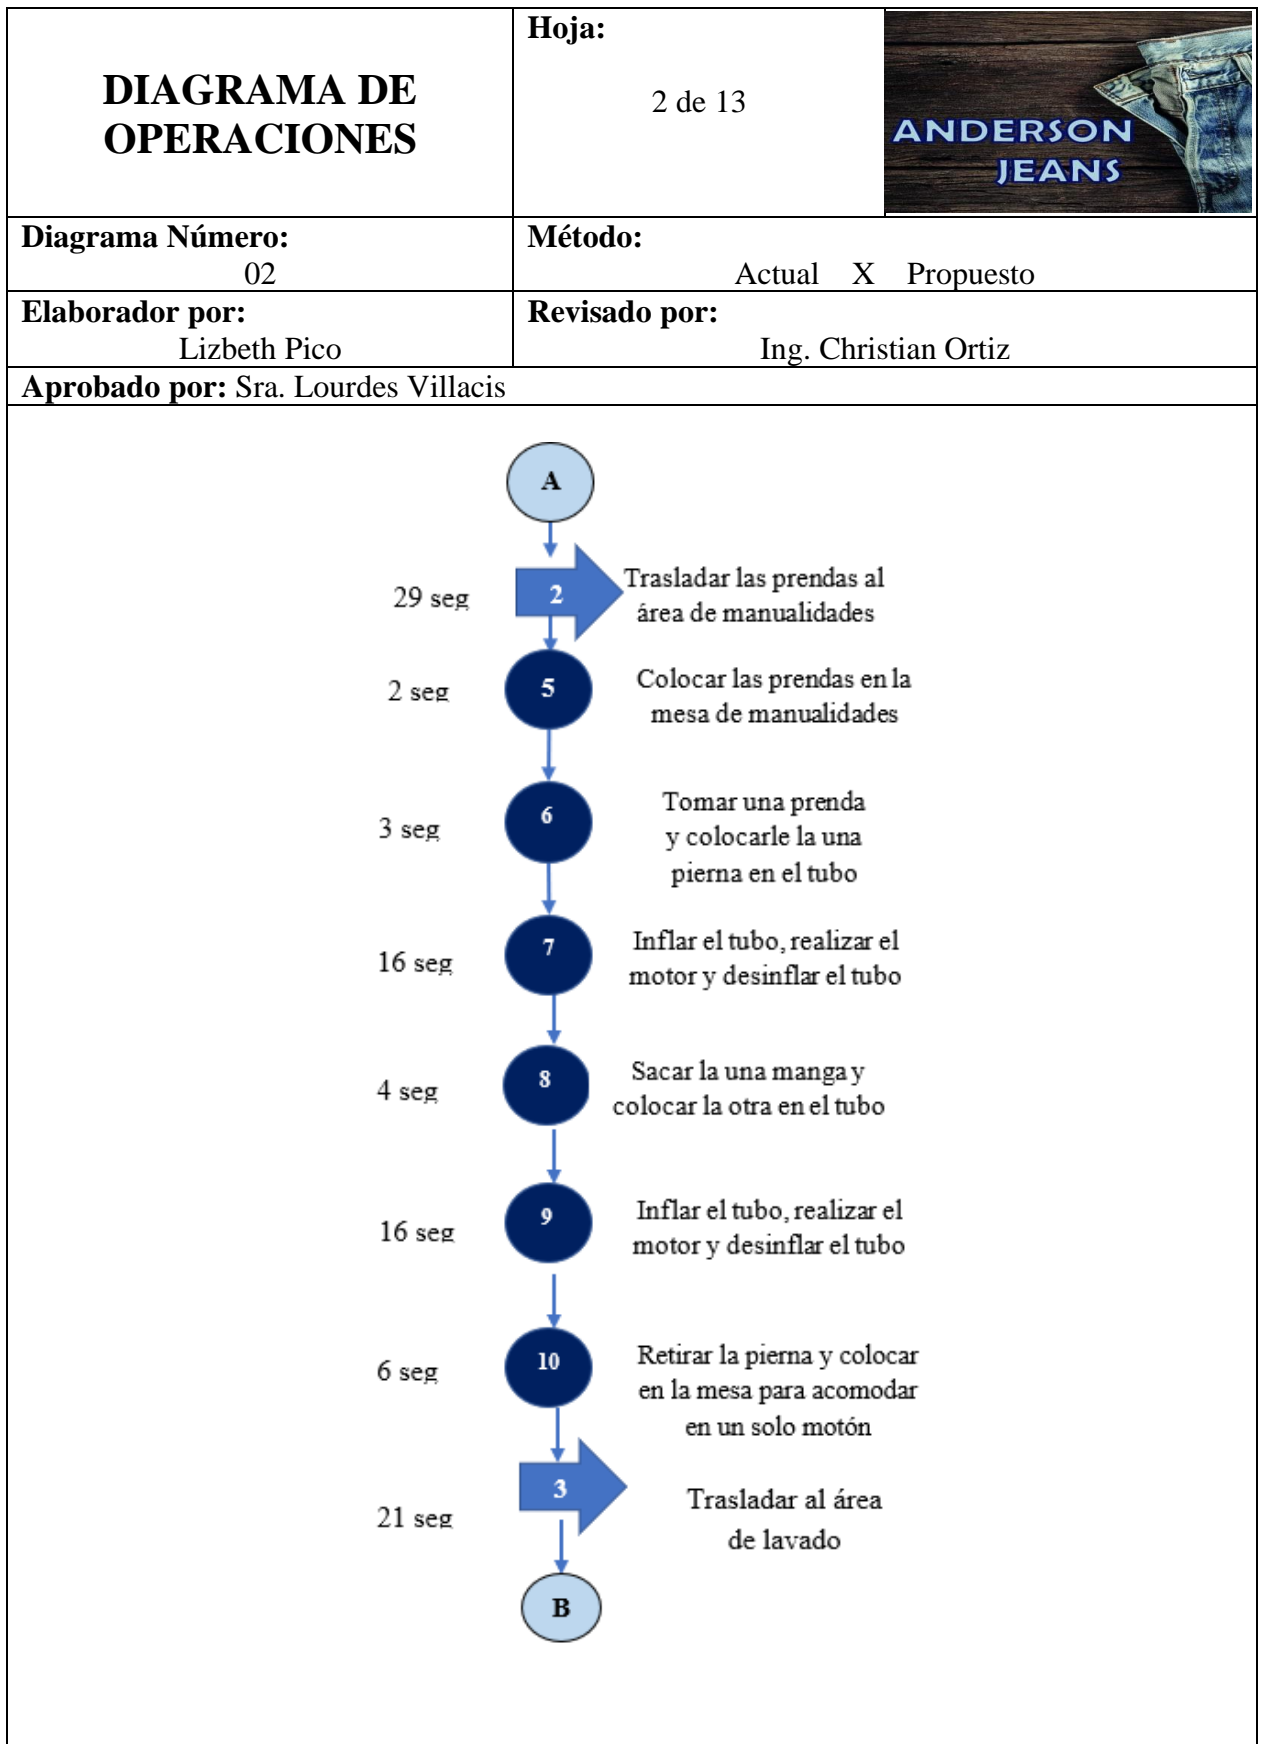 DIAGRAMA DE
OPERACIONES
Hoja:
2 de 13
ANDERSON
JEANS
Diagrama Número:
02
Método:
Actual X Propuesto
Elaborador por:
Lizbeth Pico
Revisado por:
Ing. Christian Ortiz
Aprobado por: Sra. Lourdes Villacis
A
29 seg
2
Trasladar las prendas al
área de manualidades
2 seg
5
Colocar las prendas en la
mesa de manualidades
3 seg
6
Tomar una prenda
y colocarle la una
pierna en el tubo
16 seg
7
Inflar el tubo, realizar el
motor y desinflar el tubo
4 seg
8
Sacar la una manga y
colocar la otra en el tubo
16 seg
9
Inflar el tubo, realizar el
motor y desinflar el tubo
6 seg
10
Retirar la pierna y colocar
en la mesa para acomodar
en un solo motón
21 seg
3
Trasladar al área
de lavado
B